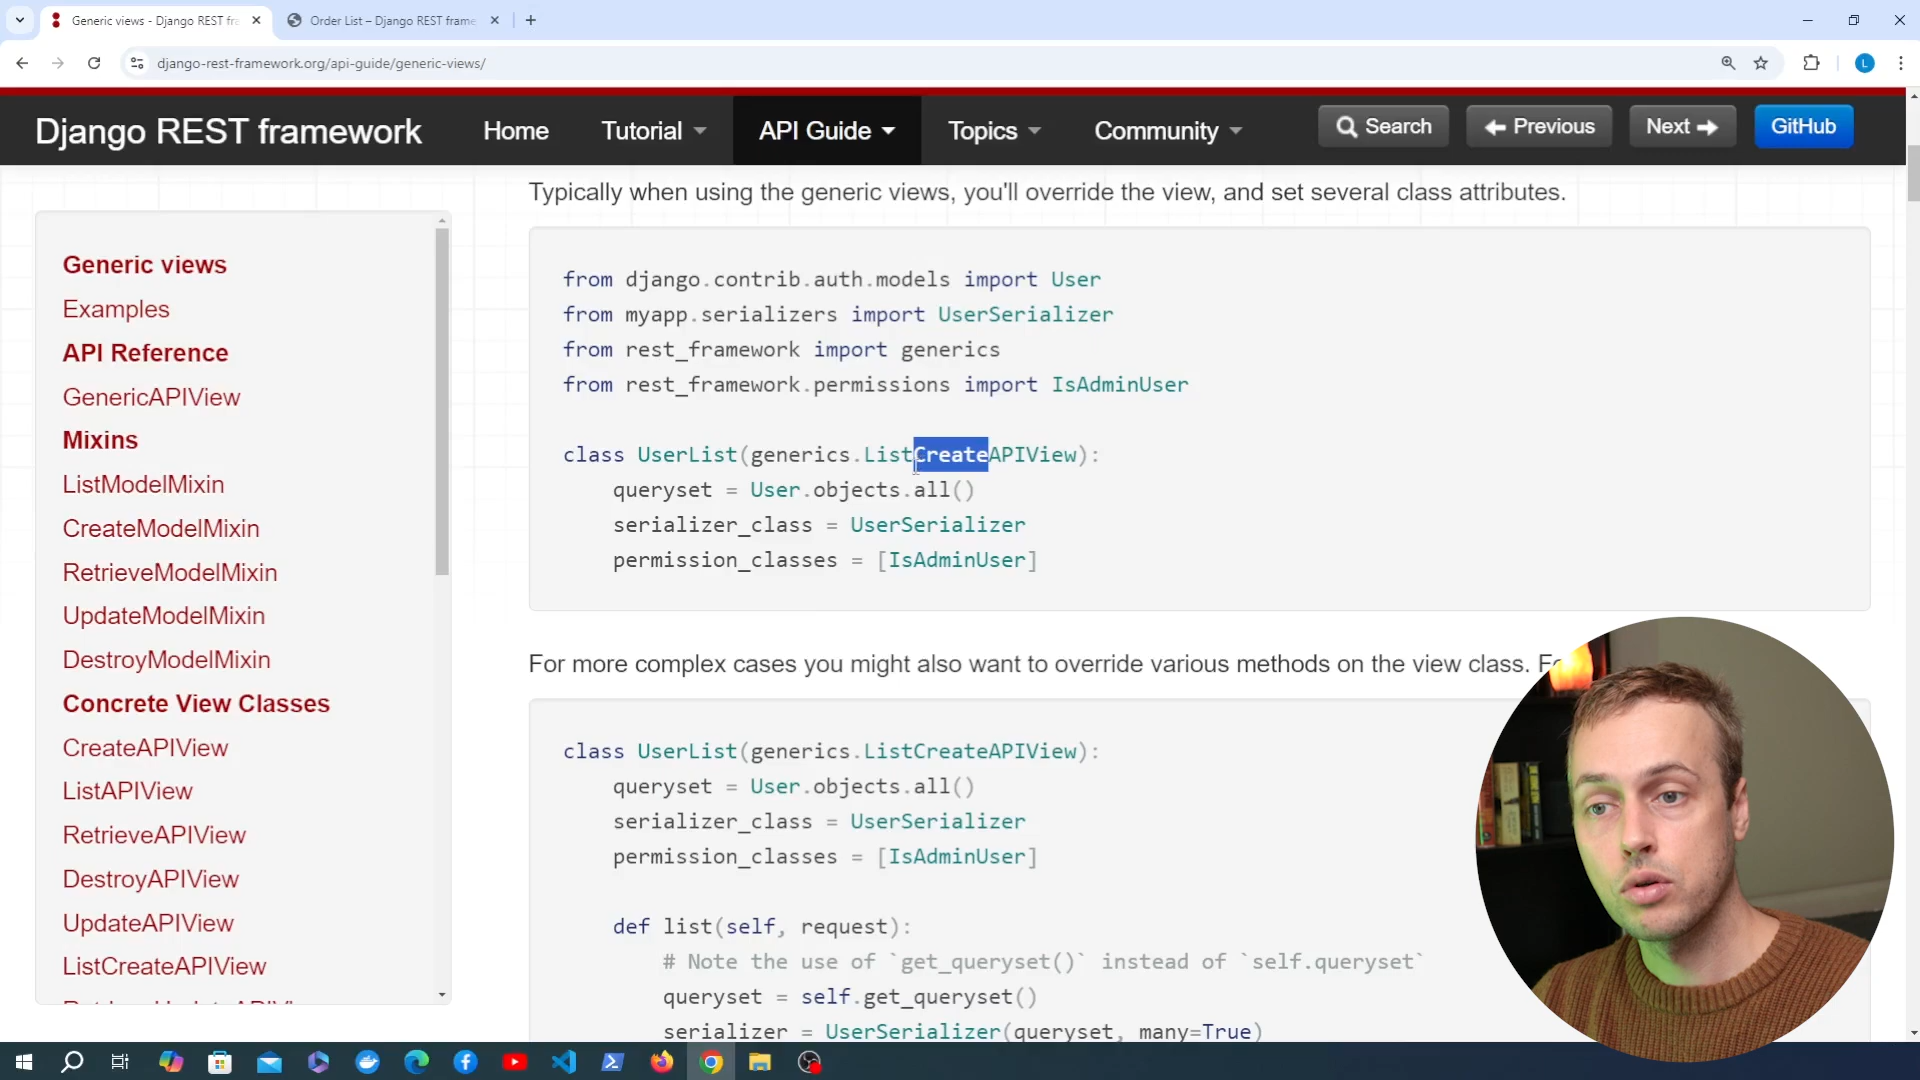 Generic views - Django REST fra
Order List – Django REST frame
django-rest-framework.org/api-guide/generic-views/
Django REST framework
Home
Tutorial
API Guide
Topics
Community
Search
Previous
Next
GitHub
Typically when using the generic views, you'll override the view, and set several class attributes.
Generic views
Examples
API Reference
GenericAPIView
Mixins
ListModelMixin
CreateModelMixin
RetrieveModelMixin
UpdateModelMixin
DestroyModelMixin
Concrete View Classes
CreateAPIView
ListAPIView
RetrieveAPIView
DestroyAPIView
UpdateAPIView
ListCreateAPIView
from django.contrib.auth.models import User
from myapp.serializers import UserSerializer
from rest_framework import generics
from rest_framework.permissions import IsAdminUser
class UserList(generics.ListCreateAPIView):
queryset = User.objects.all()
serializer_class = UserSerializer
permission_classes = [IsAdminUser]
For more complex cases you might also want to override various methods on the view class.
class UserList(generics.ListCreateAPIView):
queryset = User.objects.all()
serializer_class = UserSerializer
permission_classes = [IsAdminUser]
def list(self, request):
# Note the use of `get_queryset()` instead of `self.queryset`
queryset = self.get_queryset()
serializer = UserSerializer(queryset, many=True)
L